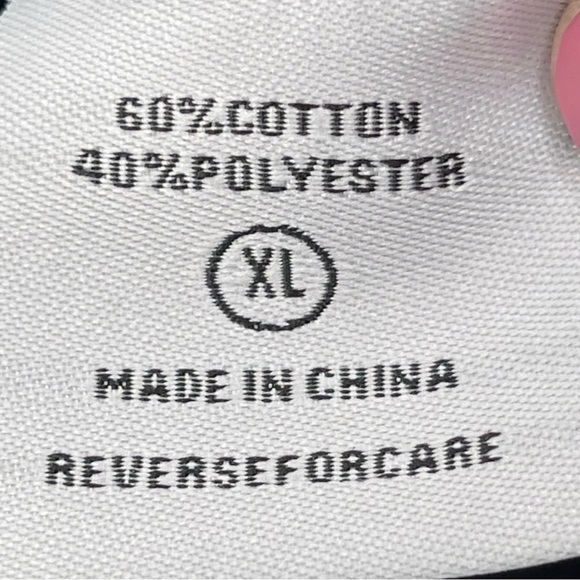 60%COTTON
40%POLYESTER
XL
MADE IN CHINA
REVERSEFORCARE